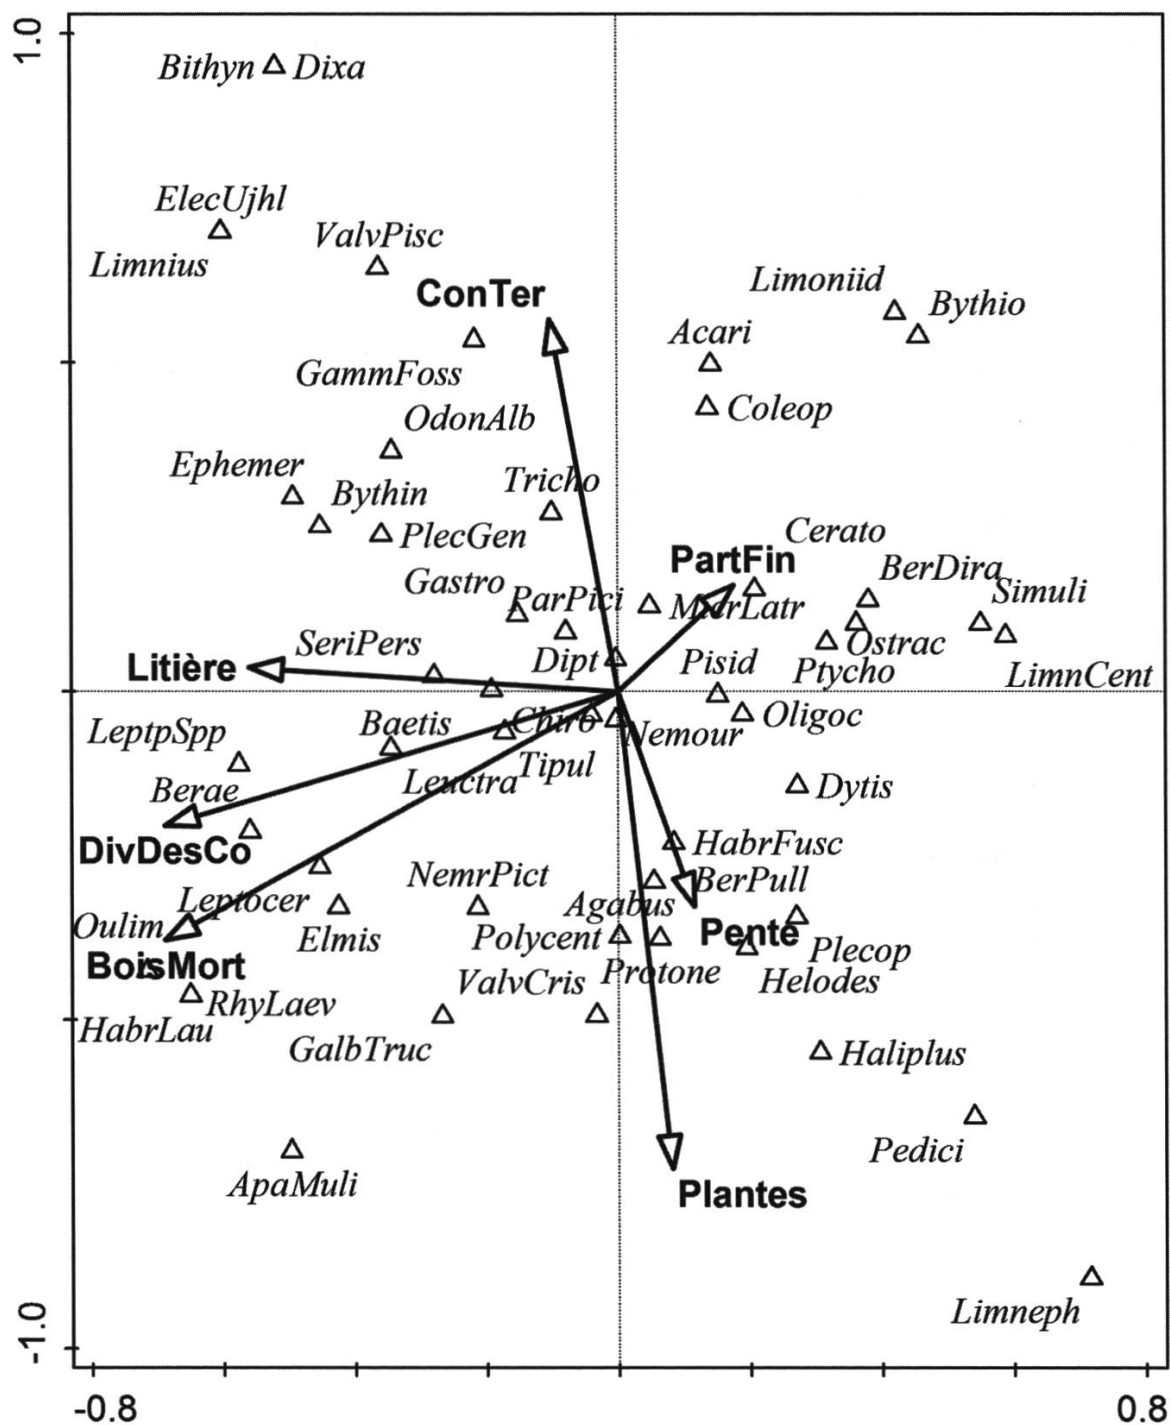 1.0
Bithyn Dixa
ElecUjhl
ValvPisc
Limnius
ConTer
Limoniid
Bythio
Acari
GammFoss
OdonAlb
Coleop
Ephemer
Tricho
Bythin
PlecGen
Cerato
PartFin
BerDira
Gastro
ParPici
MicrLatr
Simuli
SeriPers
Ostrac
Litière
Dipt
Pisid
Ptycho
LimnCent
LeptpSpp
Baetis
Chiro
Nemour
Oligoc
Tipul
Berae
Leuctra
Dytis
DivDesCo
HabrFusc
NemrPict
BerPull
Leptocer
Agabus
Oulim
Elmis
Polycent
Pente
Plecop
BoisMort
Protone
ValvCris
Helodes
RhyLaev
HabrLau
GalbTruc
Haliplus
Pedici
ApaMuli
Plantes
Limneph
-1.0
-0.8
0.8